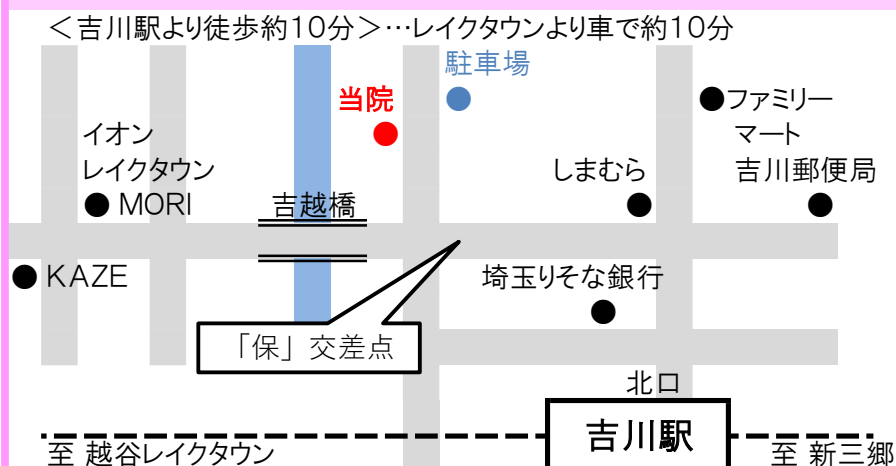 ＜吉川駅より徒歩約10分＞…レイクタウンより車で約10分
駐車場
当院
ファミリー
マート
イオン
レイクタウン
MORI
吉越橋
しまむら
吉川郵便局
KAZE
埼玉りそな銀行
「保」交差点
北口
吉川駅
至 越谷レイクタウン
至 新三郷